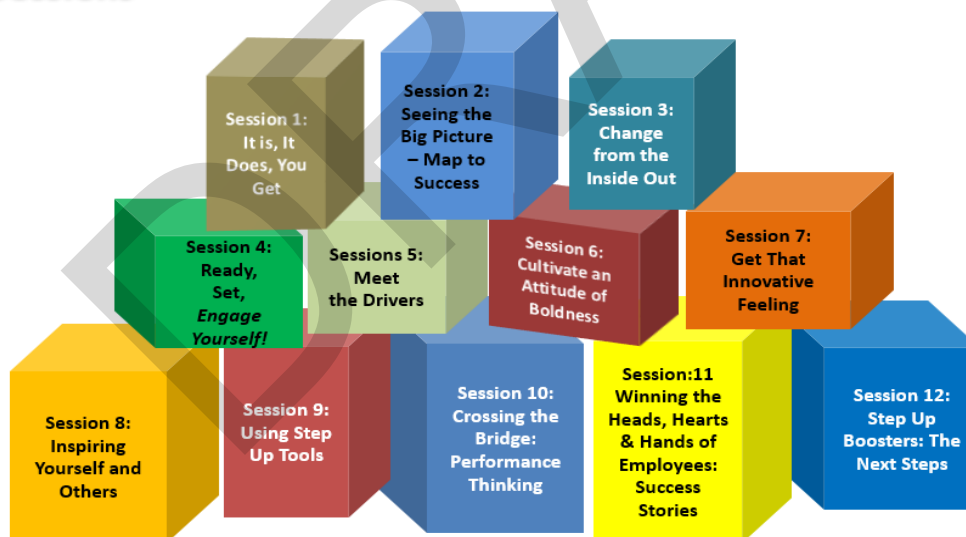 Session 1:
It is, It
Does, You
Get
Session 2:
Seeing the
Big Picture
– Map to
Success
Session 3:
Change
from the
Inside Out
Session 4:
Ready,
Set,
Engage
Yourself!
Sessions 5:
Meet
the Drivers
Session 6:
Cultivate an
Attitude of
Boldness
Session 7:
Get That
Innovative
Feeling
Session 8:
Inspiring
Yourself and
Others
Session 9:
Using Step
Up Tools
Session 10:
Crossing the
Bridge:
Performance
Thinking
Session:11
Winning the
Heads, Hearts
& Hands of
Employees:
Success
Stories
Session 12:
Step Up
Boosters: The
Next Steps